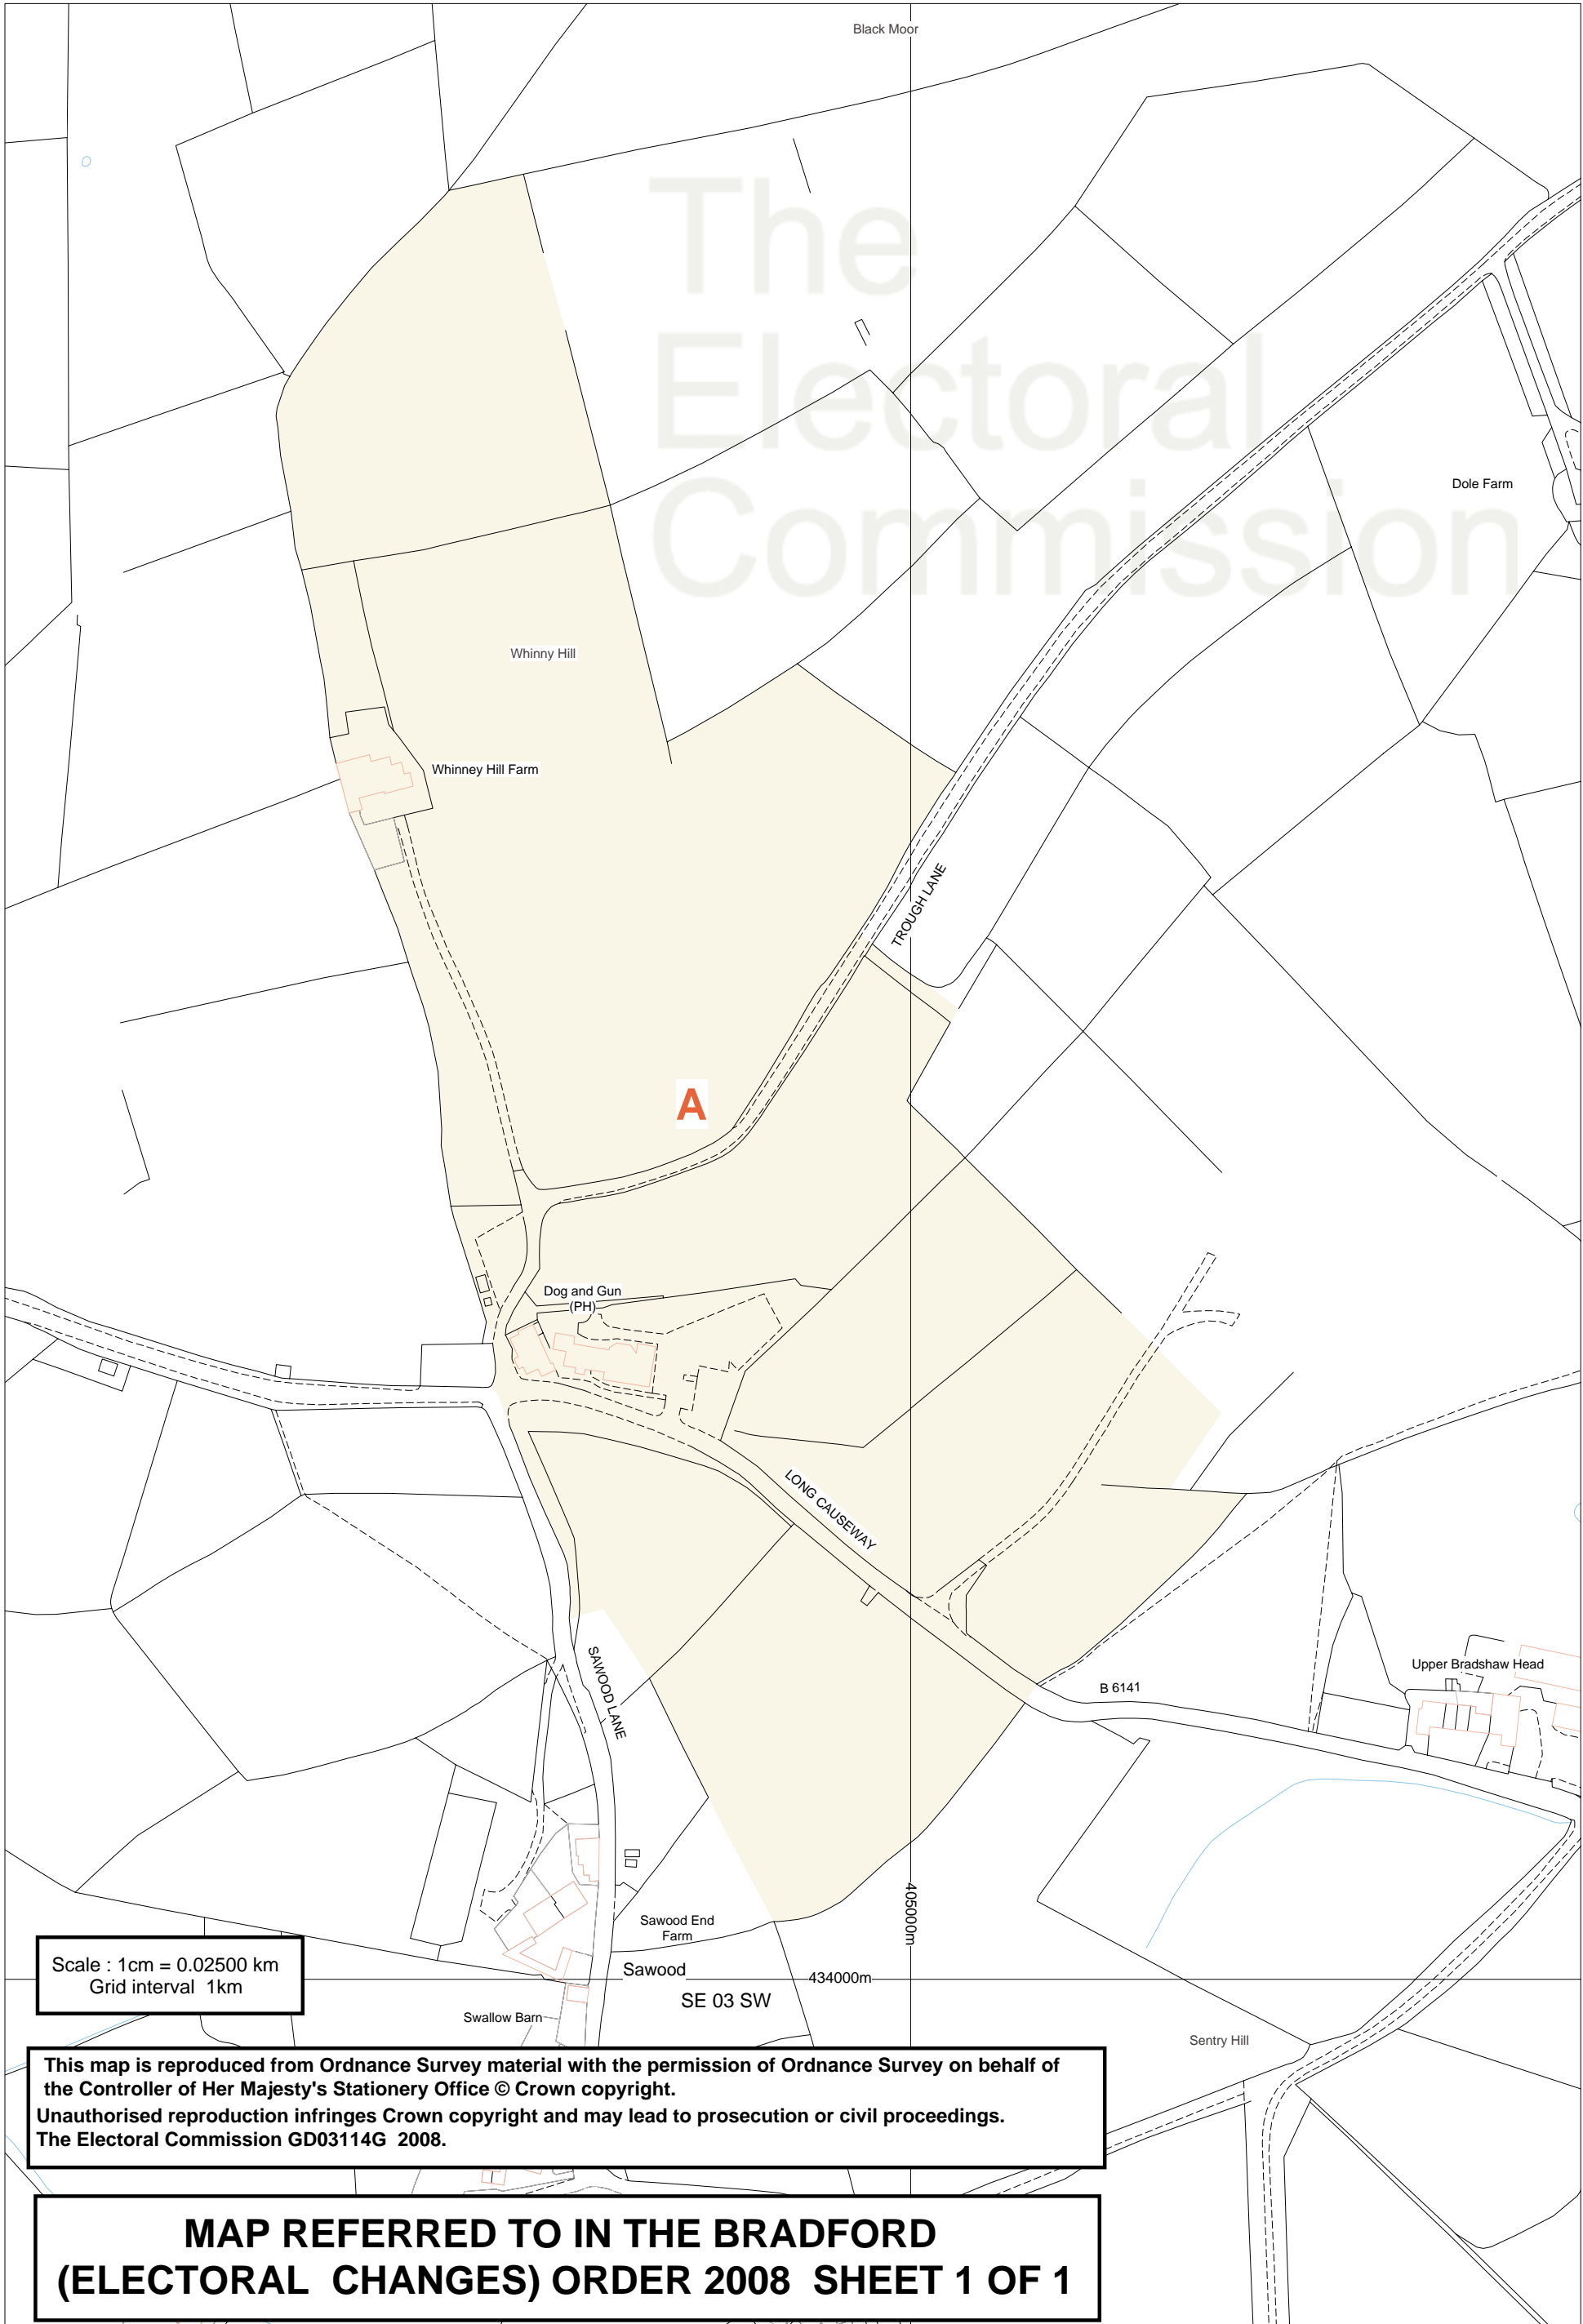 Black Moor
The
Electoral
Commission
Dole Farm
Whinny Hill
Whinney Hill Farm
TROUGH LANE
A
Dog and Gun
(PH)
LONG CAUSEWAY
SAWOOD LANE
B 6141
Upper Bradshaw Head
405000m
Sawood End
Farm
Scale : 1cm = 0.02500 km
Grid interval 1km
Sawood
434000m
SE 03 SW
Swallow Barn
Sentry Hill
This map is reproduced from Ordnance Survey material with the permission of Ordnance Survey on behalf of
the Controller of Her Majesty's Stationery Office © Crown copyright.
Unauthorised reproduction infringes Crown copyright and may lead to prosecution or civil proceedings.
The Electoral Commission GD03114G 2008.
MAP REFERRED TO IN THE BRADFORD
(ELECTORAL CHANGES) ORDER 2008 SHEET 1 OF 1